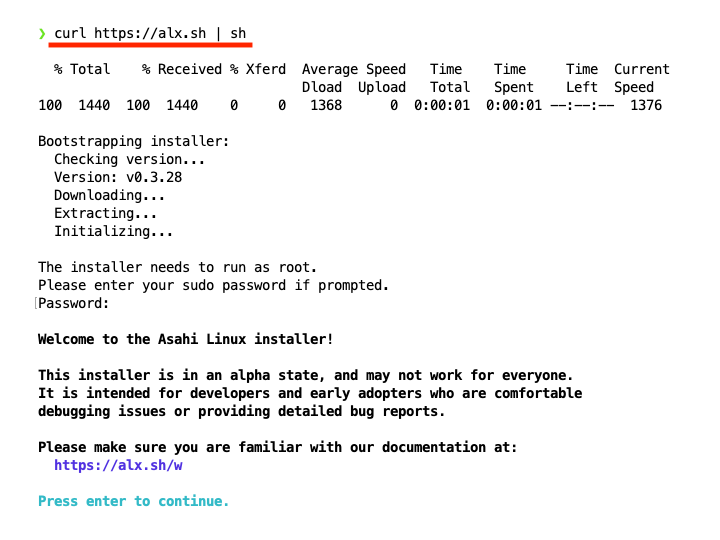 ❯ curl https://alx.sh | sh
% Total % Received % Xferd Average Speed Time Time Time Current
Dload Upload Total Spent Left Speed
100 1440 100 1440 0 0 1368 0 0:00:01 0:00:01 --:--:-- 1376
Bootstrapping installer:
Checking version...
Version: v0.3.28
Downloading...
Extracting...
Initializing...
The installer needs to run as root.
Please enter your sudo password if prompted.
Password:
Welcome to the Asahi Linux installer!
This installer is in an alpha state, and may not work for everyone.
It is intended for developers and early adopters who are comfortable
debugging issues or providing detailed bug reports.
Please make sure you are familiar with our documentation at:
https://alx.sh/w
Press enter to continue.